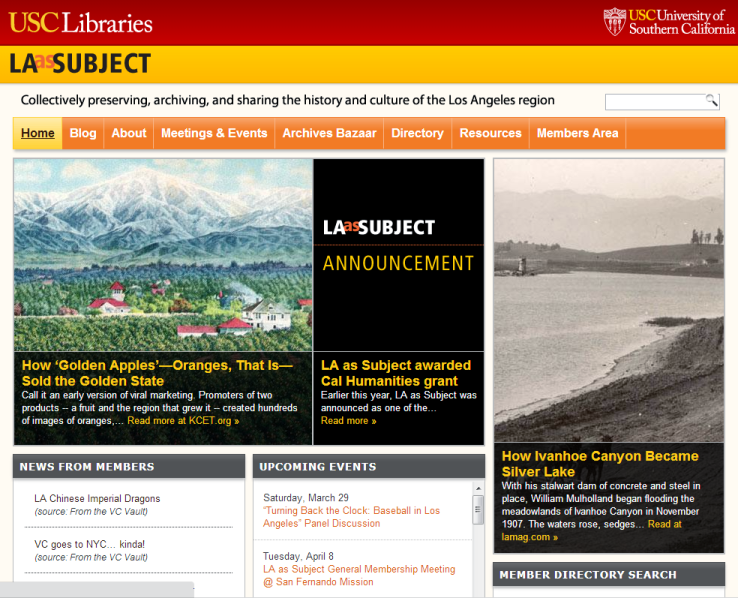 USC Libraries
USC University of
Southern California
LA as SUBJECT
Collectively preserving, archiving, and sharing the history and culture of the Los Angeles region
Home Blog About Meetings & Events Archives Bazaar Directory Resources Members Area
LA as SUBJECT
ANNOUNCEMENT
How ‘Golden Apples’—Oranges, That Is—
Sold the Golden State
Call it an early version of viral marketing. Promoters of two
products -- a fruit and the region that grew it -- created hundreds
of images of oranges,... Read more at KCET.org »
LA as Subject awarded
Cal Humanities grant
Earlier this year, LA as Subject was
announced as one of the...
Read more »
How Ivanhoe Canyon Became
Silver Lake
With his stalwart dam of concrete and steel in
place, William Mulholland began flooding the
meadowlands of Ivanhoe Canyon in November
1907. The waters rose, sedges... Read at
lamag.com »
NEWS FROM MEMBERS
LA Chinese Imperial Dragons
(source: From the VC Vault)
VC goes to NYC... kinda!
(source: From the VC Vault)
UPCOMING EVENTS
Saturday, March 29
“Turning Back the Clock: Baseball in Los
Angeles” Panel Discussion
Tuesday, April 8
LA as Subject General Membership Meeting
@ San Fernando Mission
MEMBER DIRECTORY SEARCH